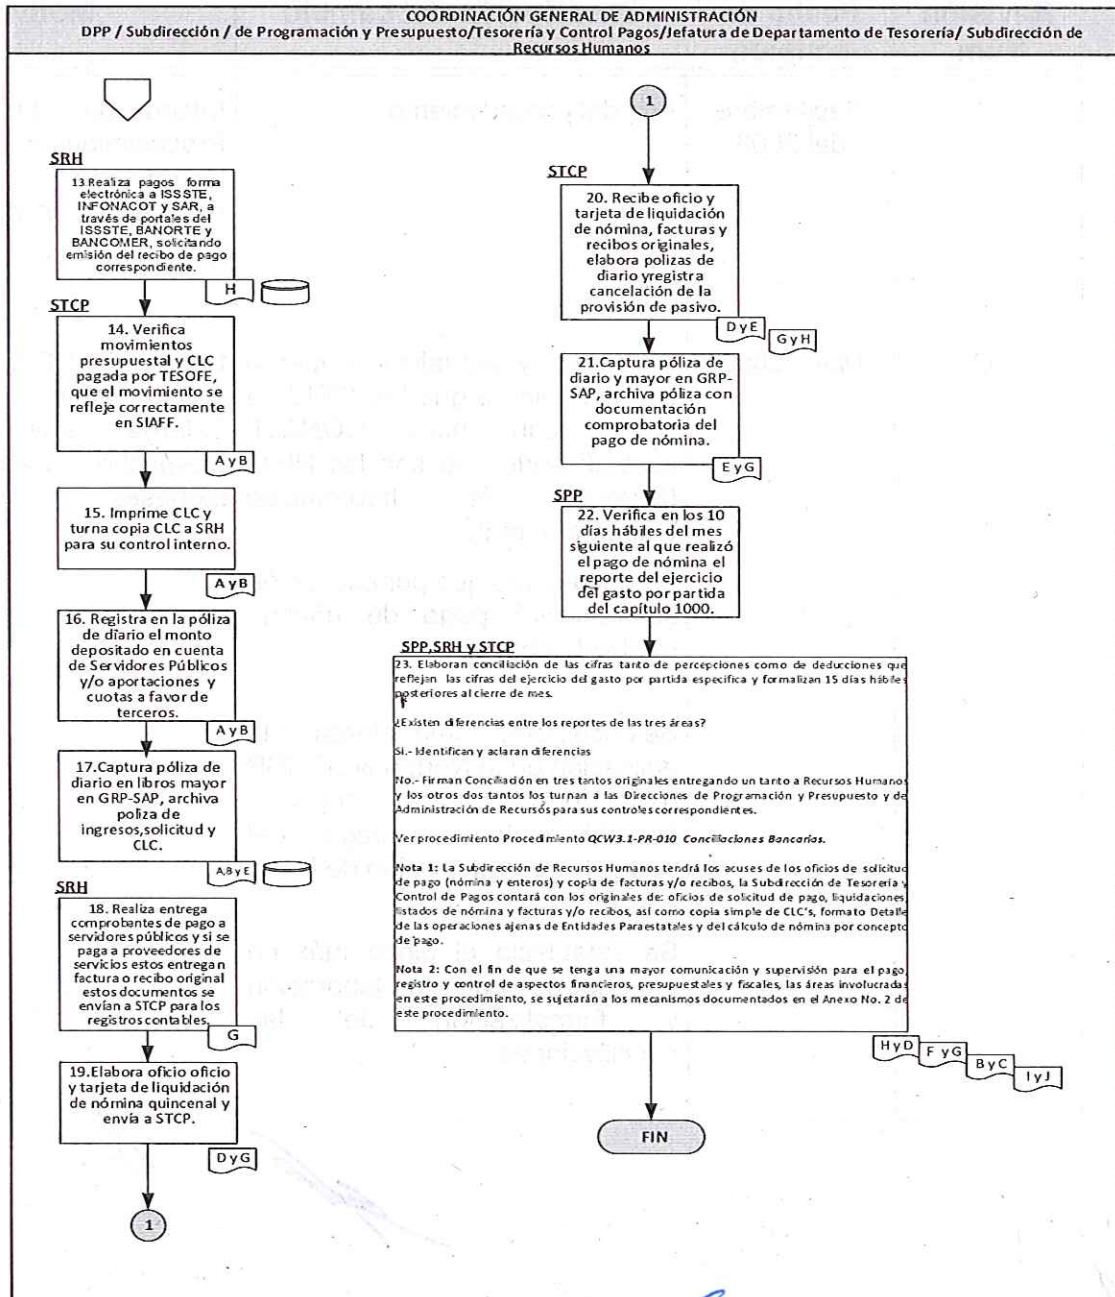 COORDINACIÓN GENERAL DE ADMINISTRACIÓN
DPP / Subdirección / de Programación y Presupuesto/Tesorería y Control Pagos/Jefatura de Departamento de Tesorería/ Subdirección de
Recursos Humanos
SRH
13.Realiza pagos forma
electrónica a ISSSTE,
INFONACOT y SAR, a
través de portales del
ISSSTE, BANORTE y
BANCOMER, solicitando
emisión del recibo de pago
correspondiente.
H
STCP
14. Verifica
movimientos
presupuestal y CLC
pagada por TESOFE,
que el movimiento se
refleje correctamente
en SIAFF.
A y B
15. Imprime CLC y
turna copia CLC a SRH
para su control interno.
A y B
16. Registra en la póliza
de diario el monto
depositado en cuenta
de Servidores Públicos
y/o aportaciones y
cuotas a favor de
terceros.
A y B
17.Captura póliza de
diario en libros mayor
en GRP-SAP, archiva
poliza de
ingresos,solicitud y
CLC.
A,B y E
SRH
18. Realiza entrega
comprobantes de pago a
servidores públicos y si se
paga a proveedores de
servicios estos entregan
factura o recibo original
estos documentos se
envían a STCP para los
registros contables.
G
19.Elabora oficio oficio
y tarjeta de liquidación
de nómina quincenal y
envía a STCP.
D y G
1
1
STCP
20. Recibe oficio y
tarjeta de liquidación
de nómina, facturas y
recibos originales,
elabora polizas de
diario yregistra
cancelación de la
provisión de pasivo.
D y E
G y H
21.Captura póliza de
diario y mayor en GRP-
SAP, archiva póliza con
documentación
comprobatoria del
pago de nómina.
E y G
SPP
22. Verifica en los 10
días hábiles del mes
siguiente al que realizó
el pago de nómina el
reporte del ejercicio
del gasto por partida
del capítulo 1000.
SPP,SRH y STCP
23. Elaboran conciliación de las cifras tanto de percepciones como de deducciones que
reflejan las cifras del ejercicio del gasto por partida especifica y formalizan 15 días hábiles
posteriores al cierre de mes.
¿Existen diferencias entre los reportes de las tres áreas?
Si.- Identifican y aclaran diferencias
No.- Firman Conciliación en tres tantos originales entregando un tanto a Recursos Humanos
y los otros dos tantos los turnan a las Direcciones de Programación y Presupuesto y de
Administración de Recursos para sus controles correspondientes.
Ver procedimiento Procedimiento QCW3.1-PR-010 Conciliaciones Bancarias.
Nota 1: La Subdirección de Recursos Humanos tendrá los acuses de los oficios de solicitud
de pago (nómina y enteros) y copia de facturas y/o recibos, la Subdirección de Tesorería y
Control de Pagos contará con los originales de: oficios de solicitud de pago, liquidaciones,
listados de nómina y facturas y/o recibos, así como copia simple de CLC's, formato Detalle
de las operaciones ajenas de Entidades Paraestatales y del cálculo de nómina por concepto
de pago.
Nota 2: Con el fin de que se tenga una mayor comunicación y supervisión para el pago,
registro y control de aspectos financieros, presupuestales y fiscales, las áreas involucradas
en este procedimiento, se sujetarán a los mecanismos documentados en el Anexo No. 2 de
este procedimiento.
H y D
F y G
B y C
I y J
FIN